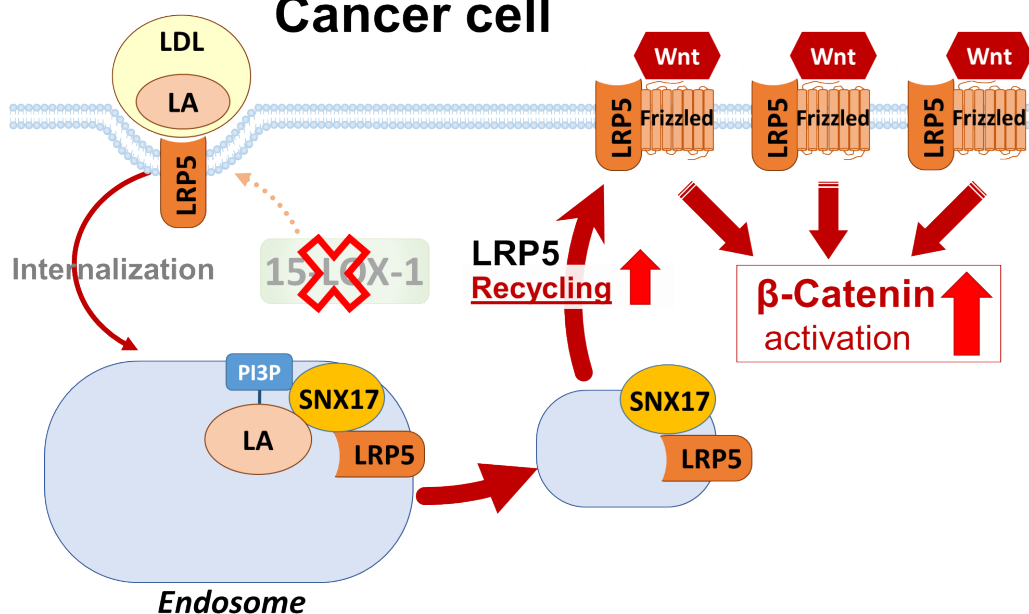 Cancer cell
LDL
LA
LRP5
Wnt
LRP5
Frizzled
Wnt
LRP5
Frizzled
Wnt
LRP5
Frizzled
Internalization
15-LOX-1
LRP5
Recycling
β-Catenin
activation
PI3P
SNX17
LA
LRP5
SNX17
LRP5
Endosome